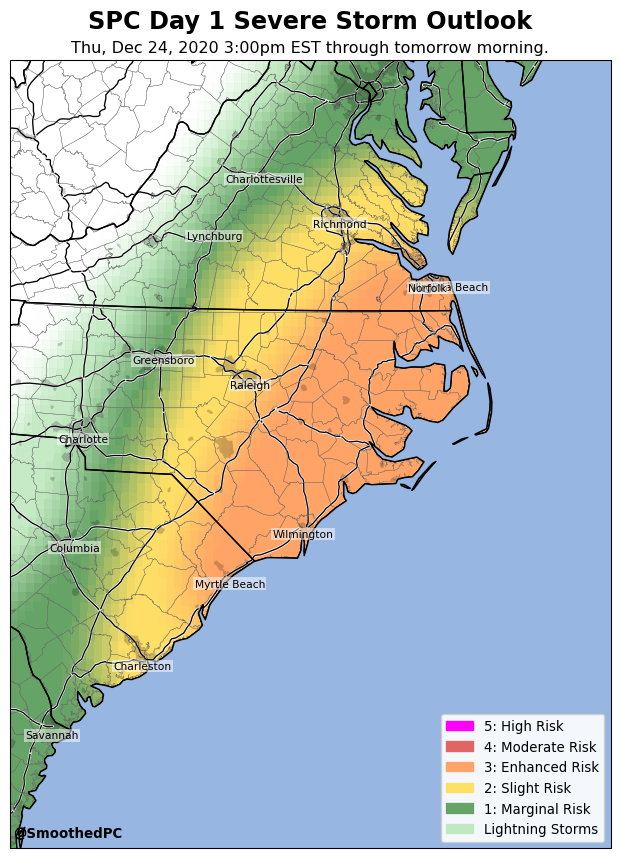 SPC Day 1 Severe Storm Outlook
Thu, Dec 24, 2020 3:00pm EST through tomorrow morning.
Charlottesville
Richmond
Lynchburg
Norfolk
Beach
Greensboro
Raleigh
Charlotte
Wilmington
Columbia
Myrtle Beach
Charleston
Savannah
5: High Risk
4: Moderate Risk
3: Enhanced Risk
2: Slight Risk
1: Marginal Risk
Lightning Storms
@SmoothedPC